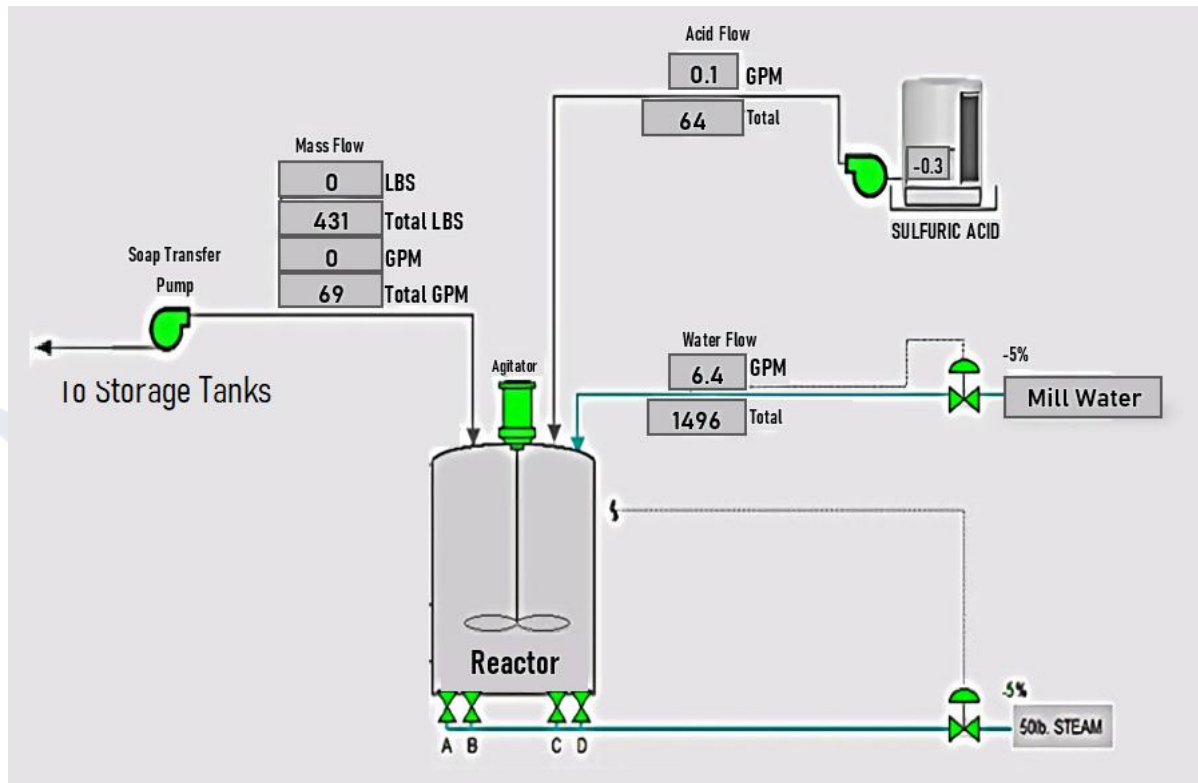 Acid Flow
0.1 GPM
64 Total
-0.3
SULFURIC ACID
Mass Flow
0 LBS
431 Total LBS
0 GPM
69 Total GPM
Soap Transfer
Pump
To Storage Tanks
Agitator
Water Flow
6.4 GPM
1496 Total
-5%
Mill Water
Reactor
A B C D
-5%
50lb. STEAM